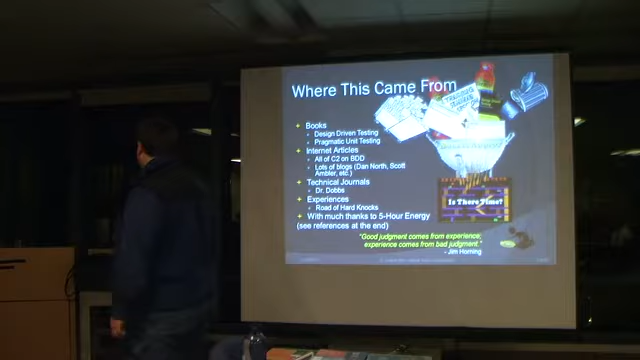 Where This Came From
Books
Design Driven Testing
Pragmatic Unit Testing
Internet Articles
All of C2 on BDD
Lots of blogs (Dan North, Scott
Ambler, etc.)
Technical Journals
Dr. Dobbs
Experiences
Road of Hard Knocks
With much thanks to 5-Hour Energy
(see references at the end)
"Good judgment comes from experience;
experience comes from bad judgment."
- Jim Horning
Is There Time?